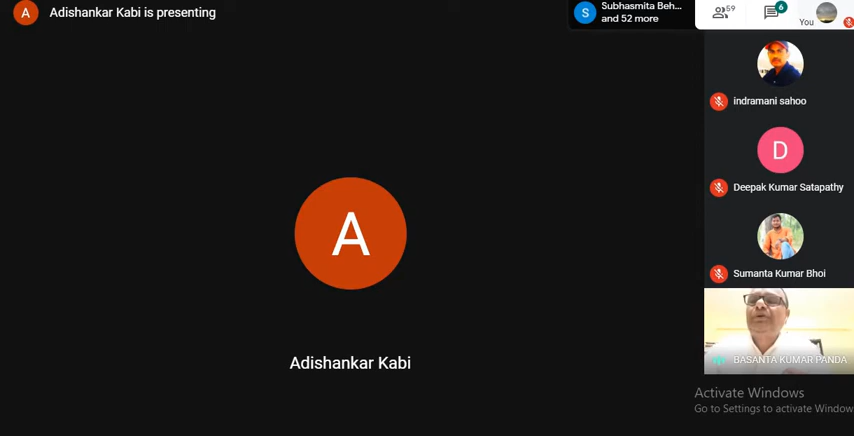 A
Adishankar Kabi is presenting
S
Subhasmita Beh...
and 52 more
59
6
You
indramani sahoo
D
Deepak Kumar Satapathy
Sumanta Kumar Bhoi
BASANTA KUMAR PANDA
A
Adishankar Kabi
Activate Windows
Go to Settings to activate Window